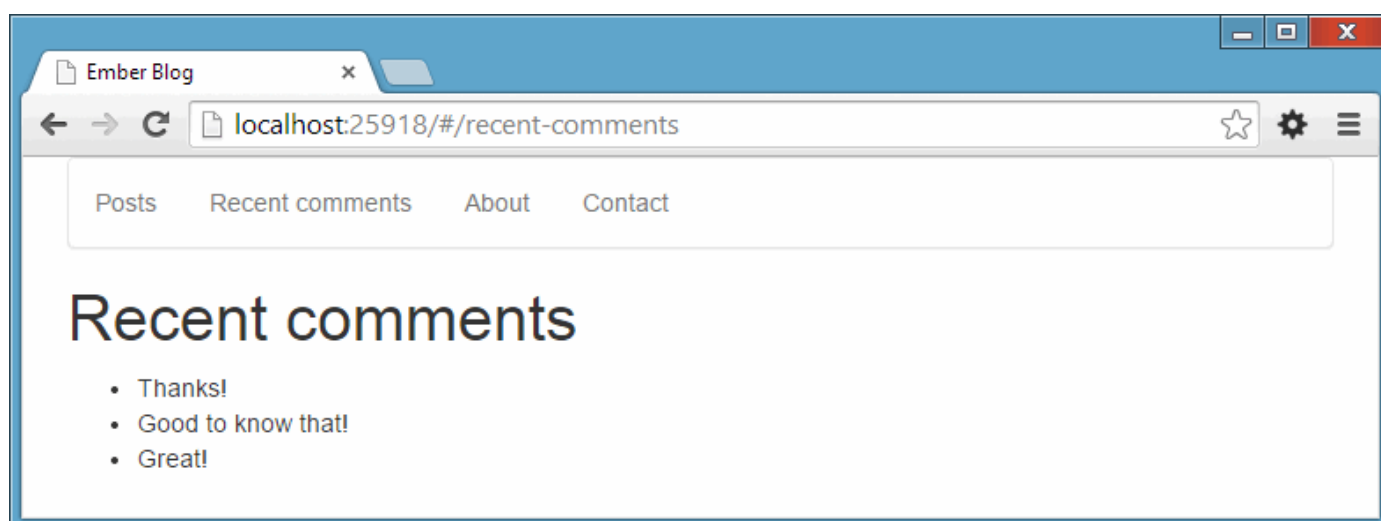 Ember Blog
localhost:25918/#/recent-comments
Posts Recent comments About Contact
Recent comments
• Thanks!
• Good to know that!
• Great!